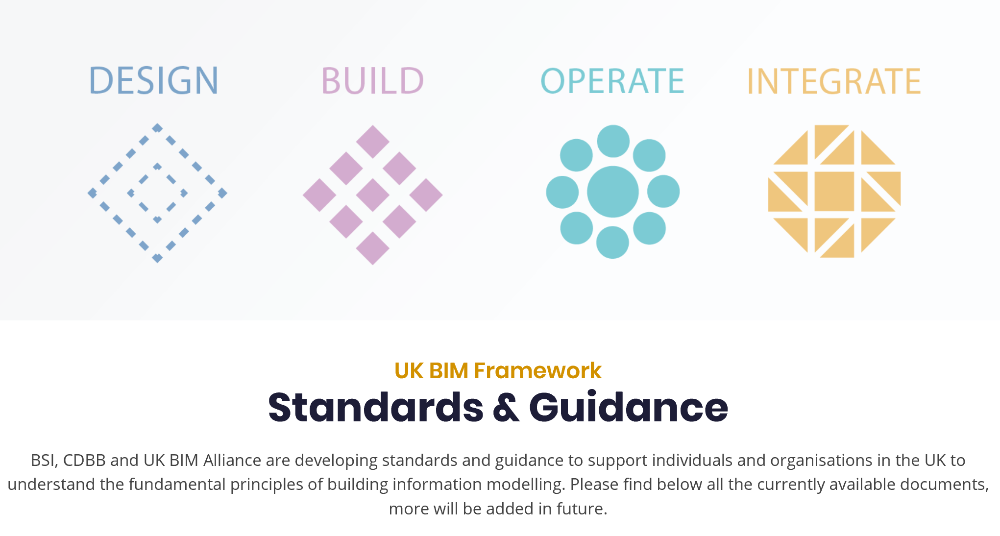 DESIGN BUILD OPERATE INTEGRATE
UK BIM Framework
Standards & Guidance
BSI, CDBB and UK BIM Alliance are developing standards and guidance to support individuals and organisations in the UK to
understand the fundamental principles of building information modelling. Please find below all the currently available documents,
more will be added in future.